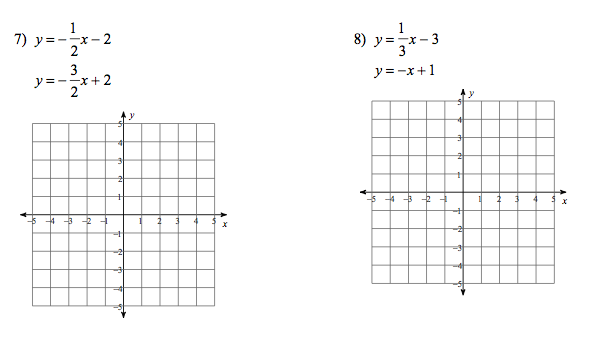 7) y = -1/2x - 2
y = -3/2x + 2
8) y = 1/3x - 3
y = -x + 1
y
5
4
3
2
1
-5 -4 -3 -2 -1 1 2 3 4 5 x
-1
-2
-3
-4
-5
y
5
4
3
2
1
-5 -4 -3 -2 -1 1 2 3 4 5 x
-1
-2
-3
-4
-5